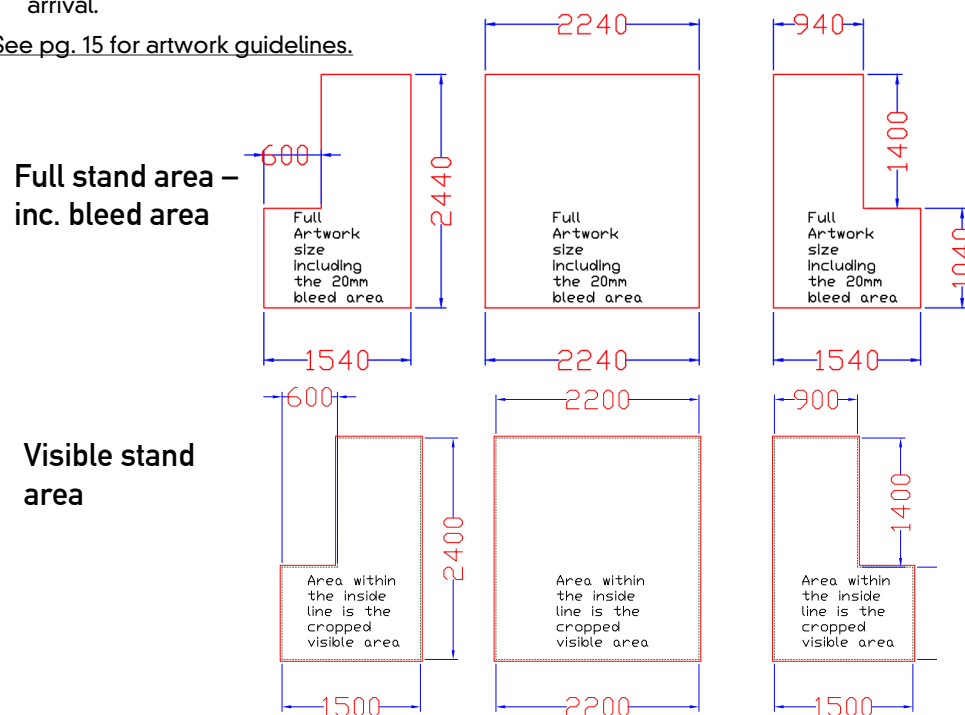 arrival.
See pg. 15 for artwork guidelines.
2240
940
600
2440
1400
1040
Full stand area –
inc. bleed area
Full
Artwork
size
including
the 20mm
bleed area
Full
Artwork
size
including
the 20mm
bleed area
Full
Artwork
size
including
the 20mm
bleed area
1540
2240
1540
600
2200
900
Visible stand
area
2400
1400
Area within
the inside
line is the
cropped
visible area
Area within
the inside
line is the
cropped
visible area
Area within
the inside
line is the
cropped
visible area
1500
2200
1500